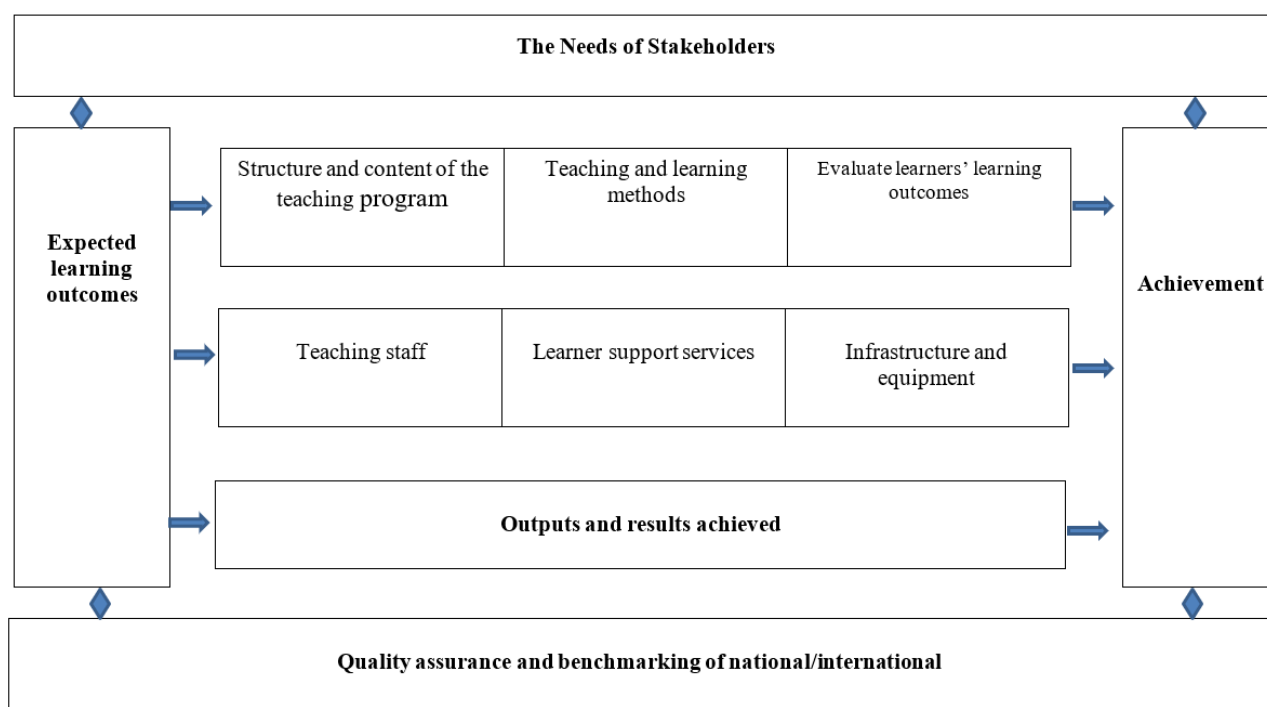 The Needs of Stakeholders
Structure and content of the
teaching program
Teaching and learning
methods
Evaluate learners’ learning
outcomes
Expected
learning
outcomes
Achievement
Teaching staff
Learner support services
Infrastructure and
equipment
Outputs and results achieved
Quality assurance and benchmarking of national/international